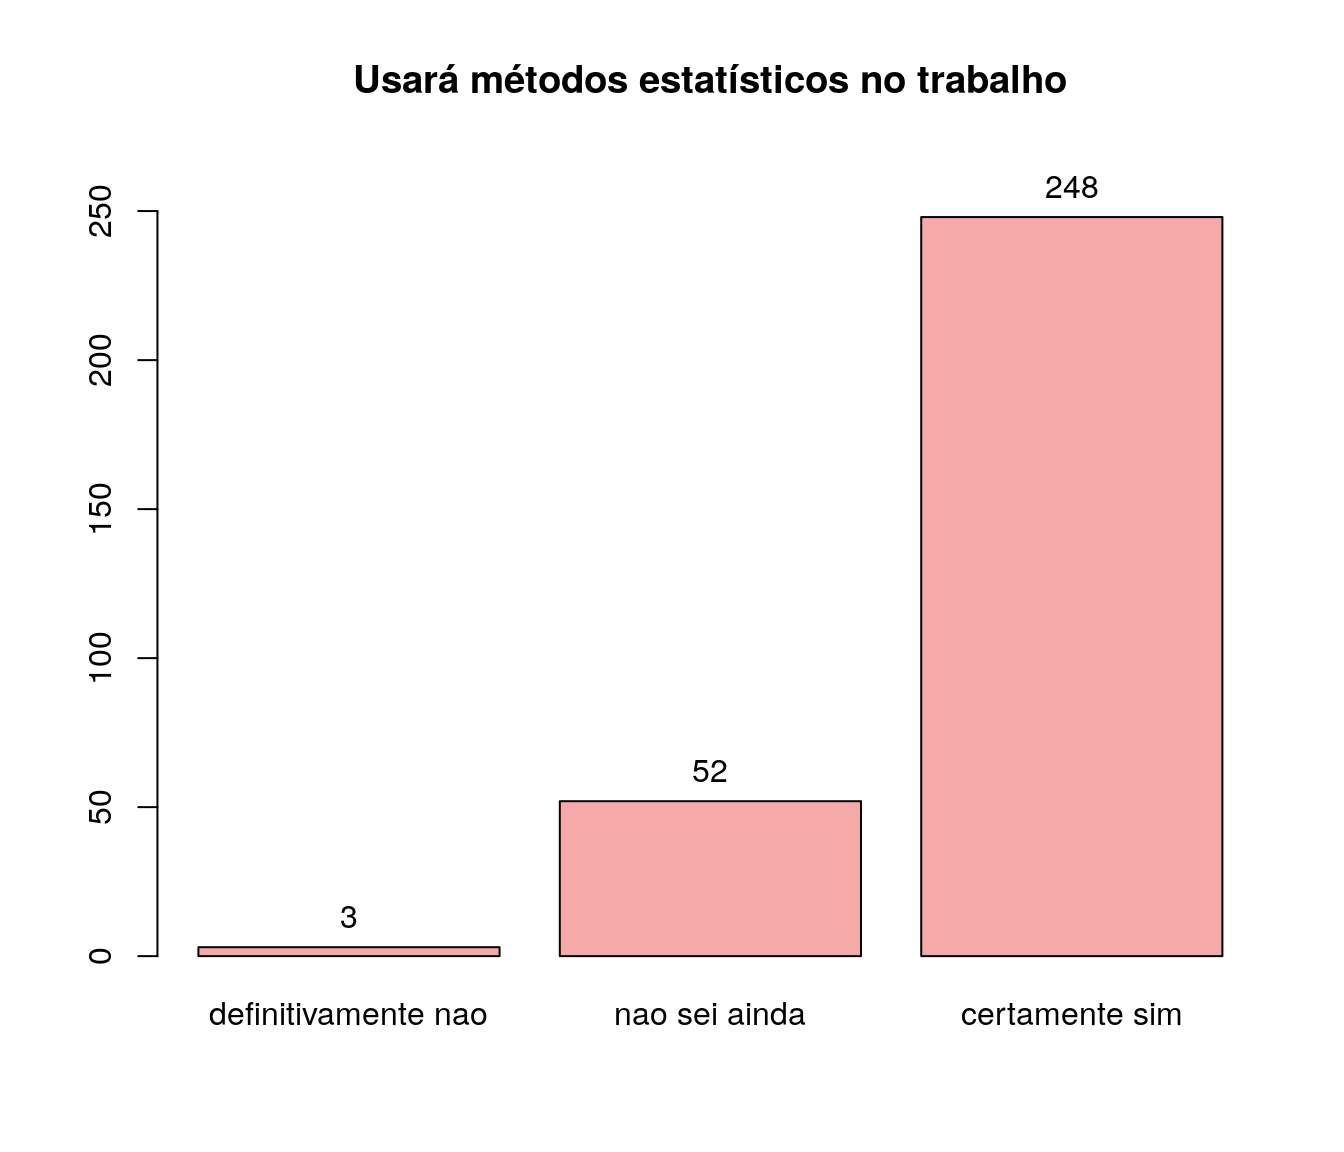 Usará métodos estatísticos no trabalho
250
200
150
100
50
0
248
52
3
definitivamente nao
nao sei ainda
certamente sim